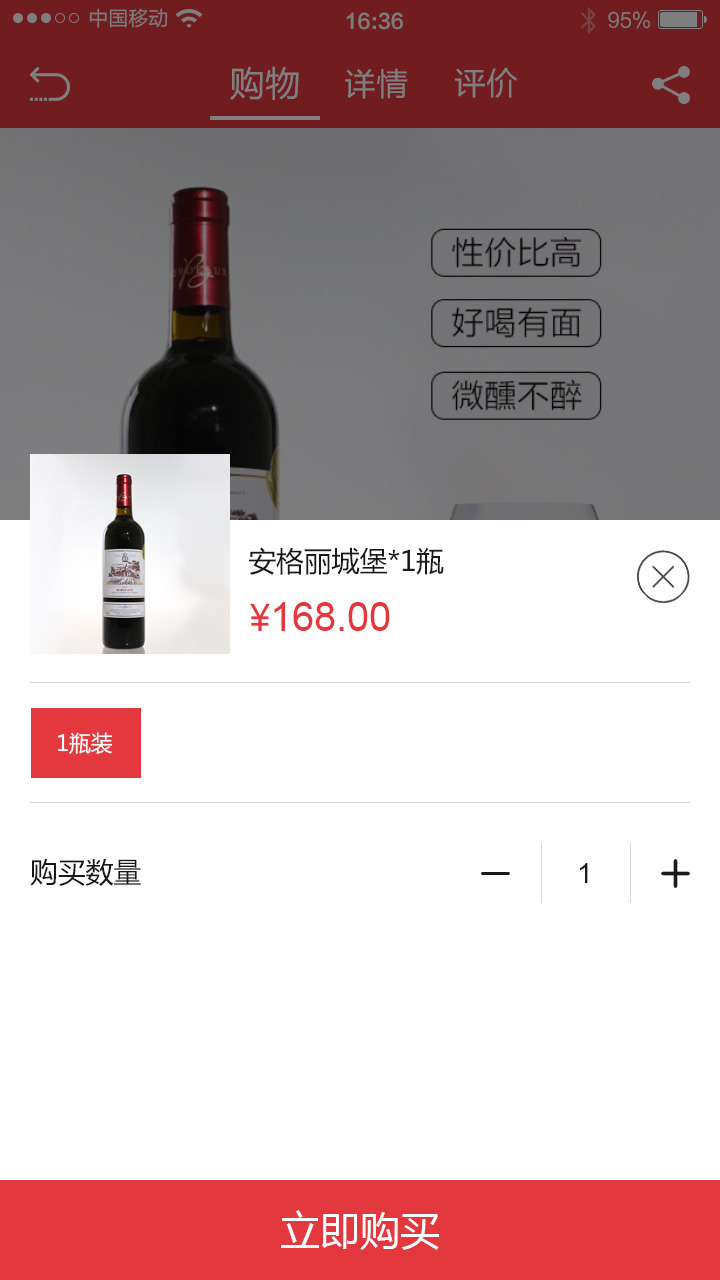 中国移动 16:36 95%
购物 详情 评价
性价比高
好喝有面
微醺不醉
安格丽城堡*1瓶
¥168.00
1瓶装
购买数量 1
立即购买